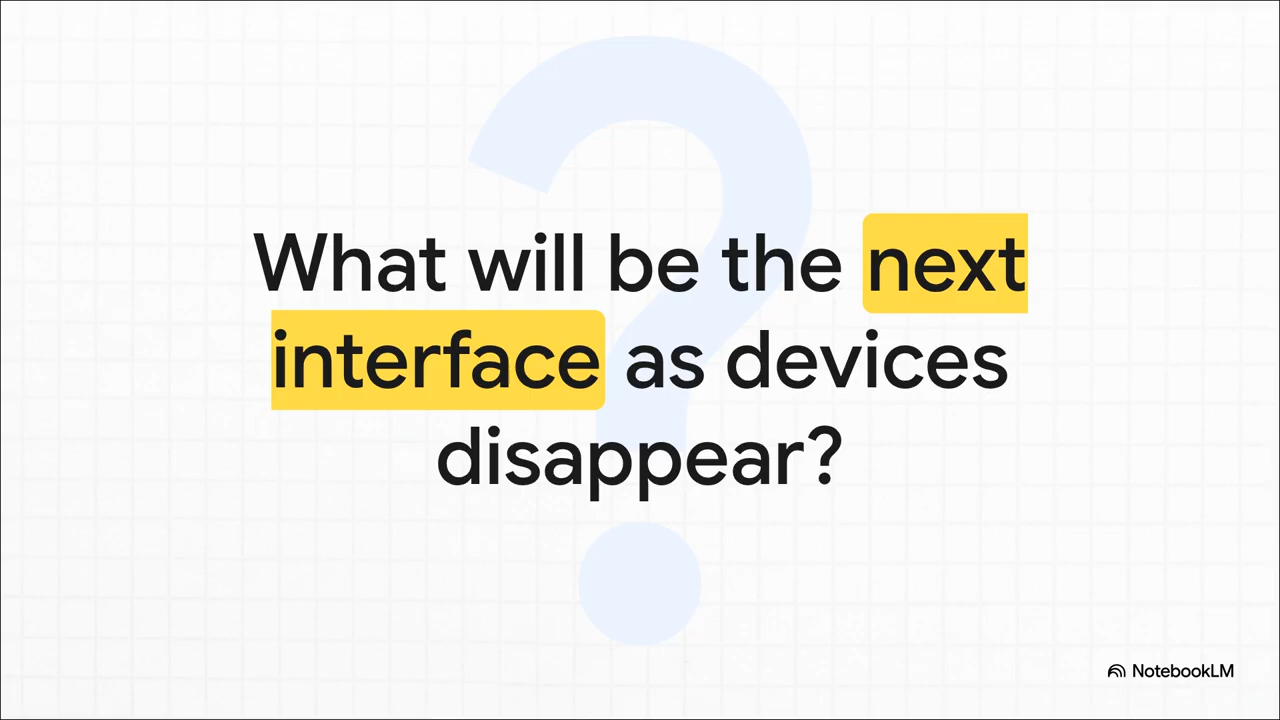 What will be the next
interface as devices
disappear?
NotebookLM